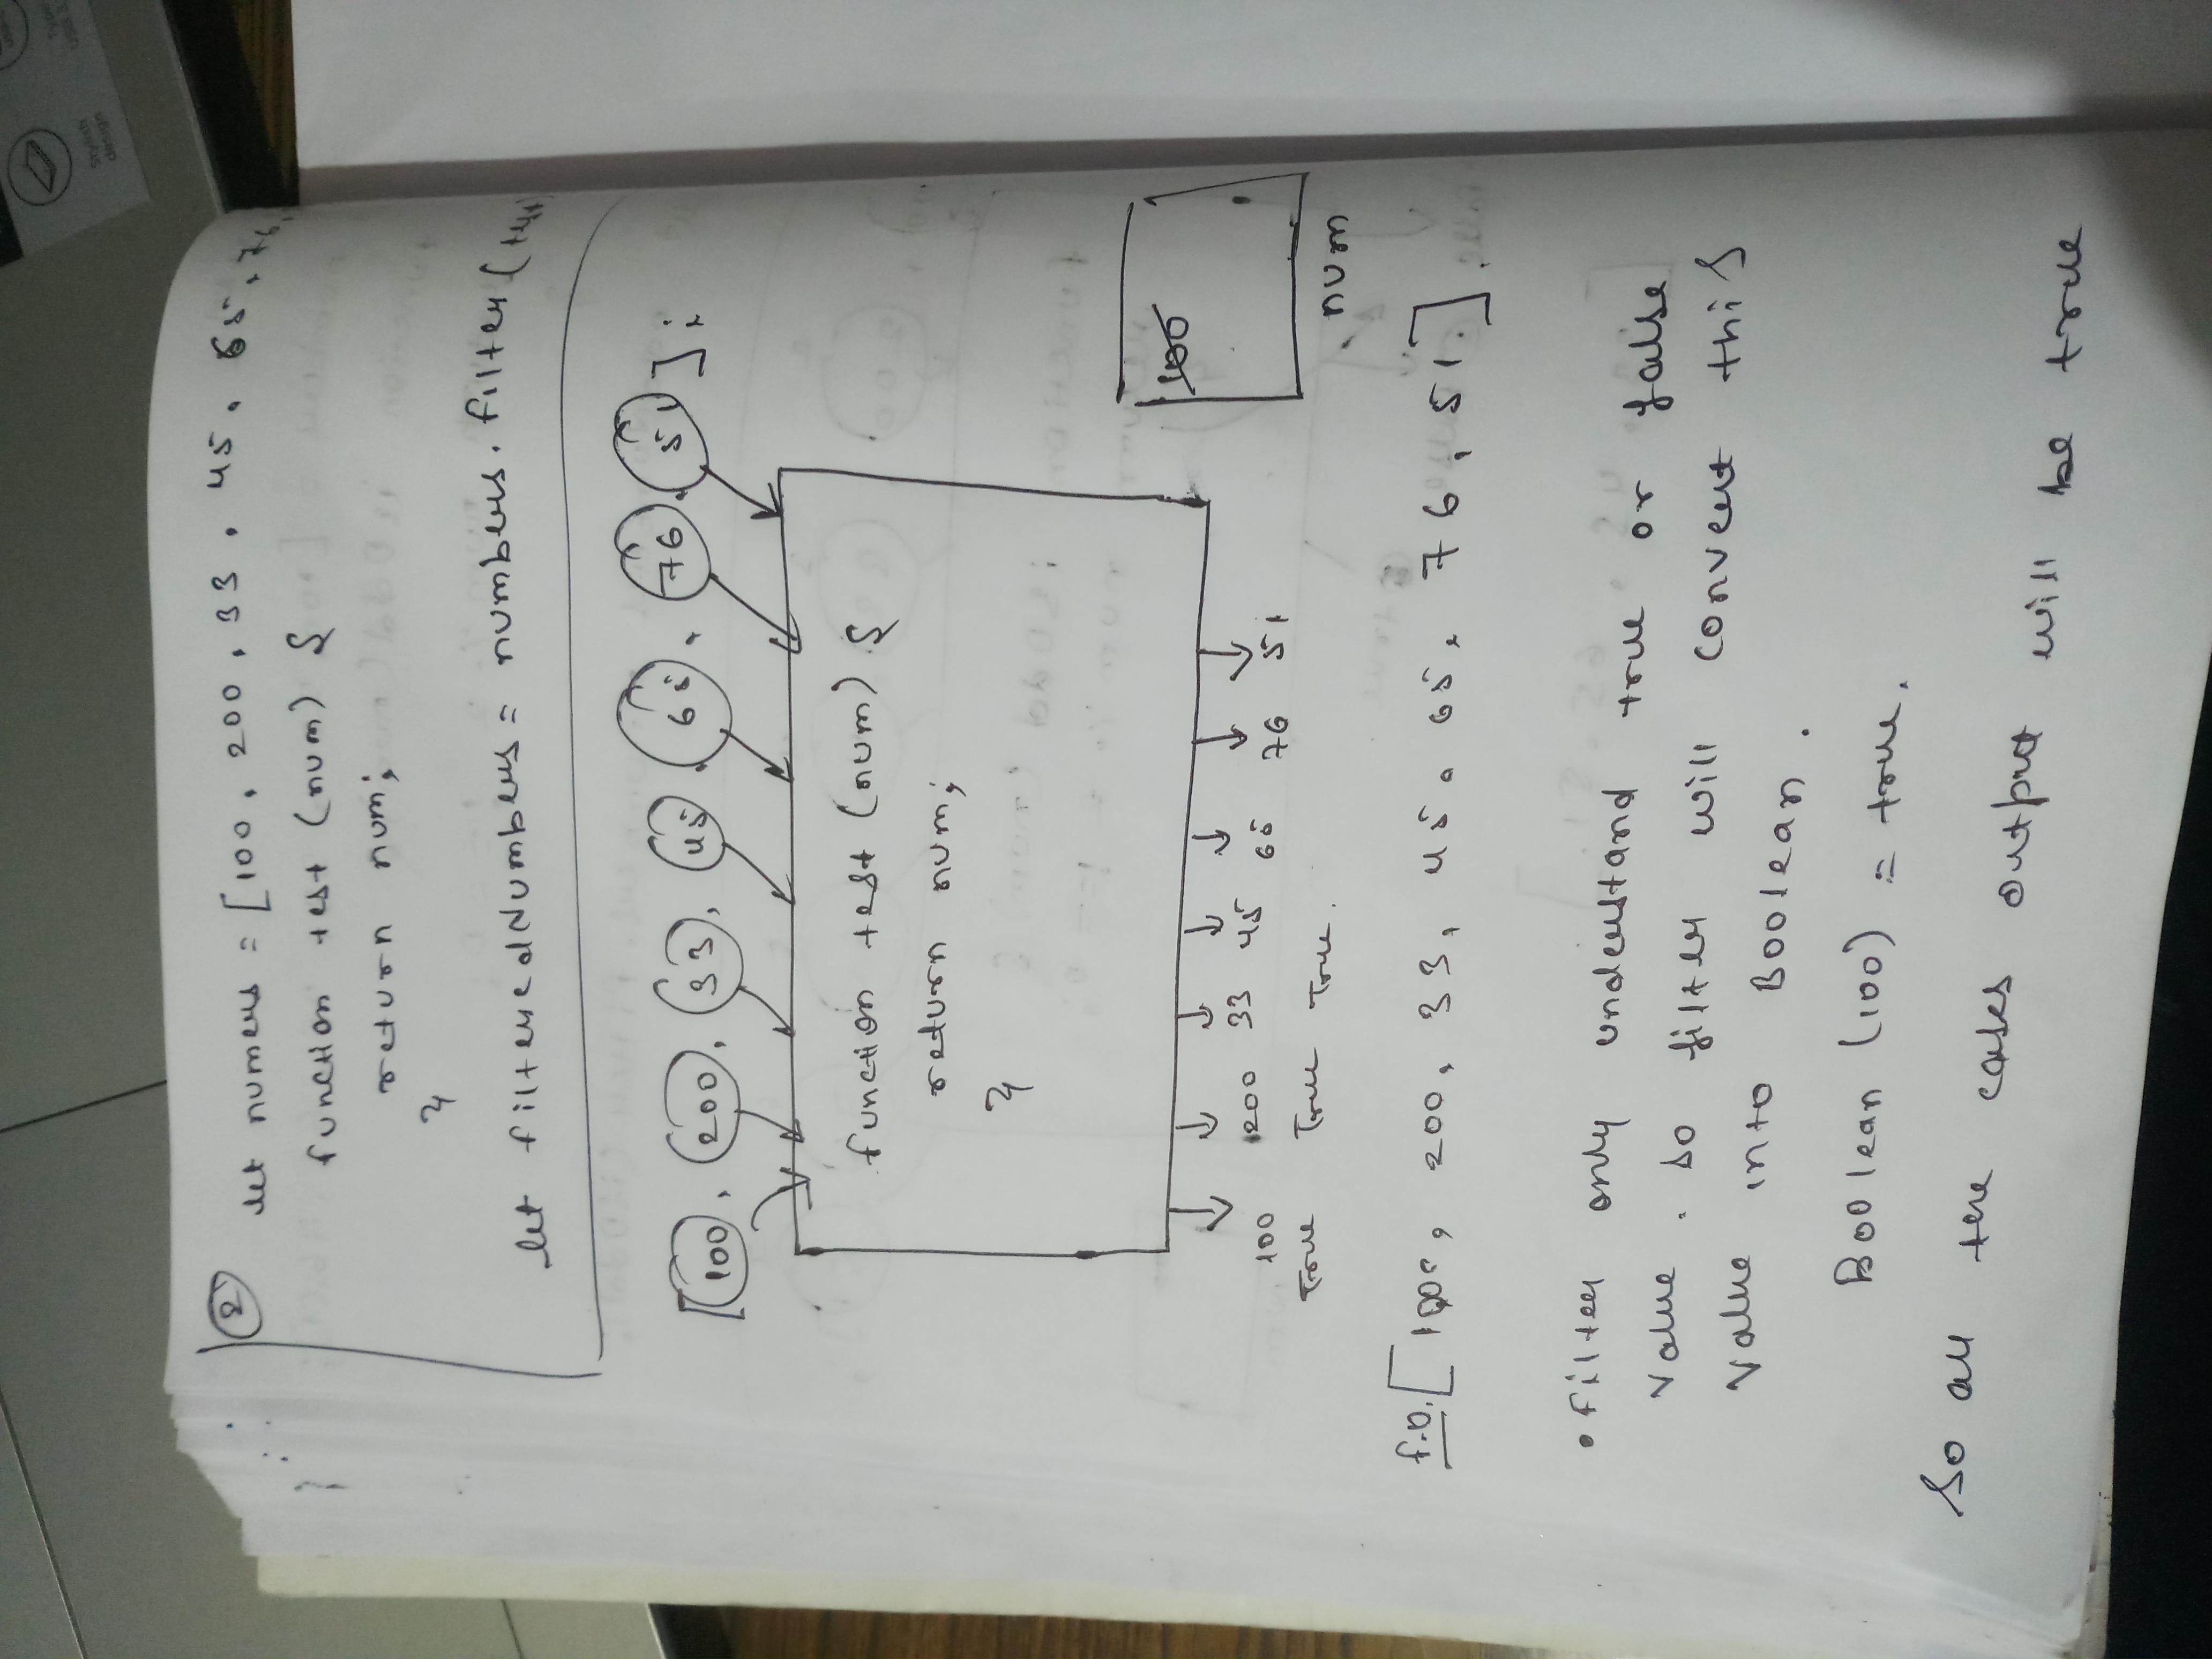 ②
let numers = [100, 200, 33, 45, 65, 76,
function test (num) {
return num;
}
let filteredNumbers = numbers. filter (test
[100, 200, 33, 45, 65, 76, 51];
function test (num) {
return num;
}
100 200 33 45 65 76 51
True True True.
100
num
f.o. [100, 200, 33, 45, 65, 76, 51.].
• Filter only understand true or false
value. so filter will convert this
value into Boolean.
Boolean (100) = true.
So all the cases output will be true
Stylish
design
Type